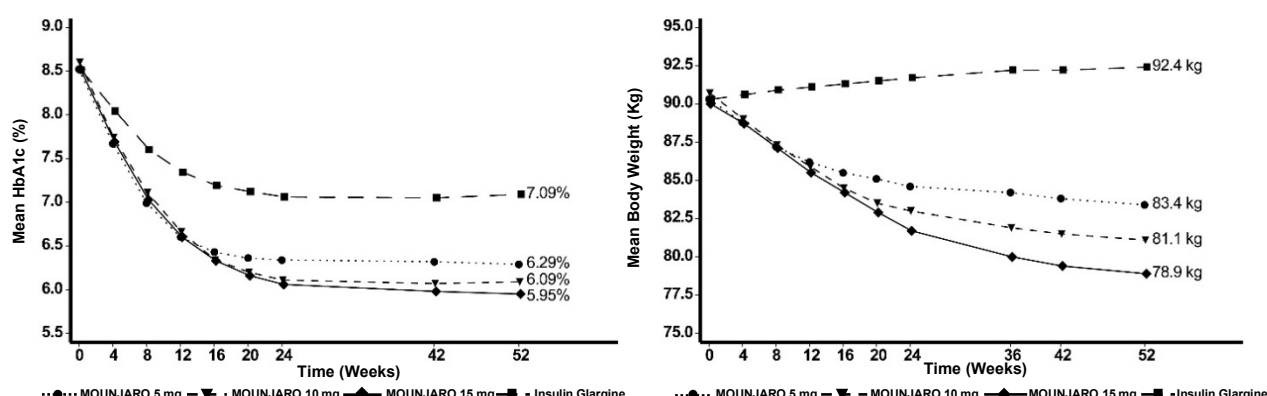 Mean HbA1c (%)
9.0
8.5
8.0
7.5
7.0
6.5
6.0
5.5
7.09%
6.29%
6.09%
5.95%
0 4 8 12 16 20 24 42 52
Time (Weeks)
MOUNJARO 5 mg MOUNJARO 10 mg MOUNJARO 15 mg Insulin Glargine
Mean Body Weight (Kg)
95.0
92.5
90.0
87.5
85.0
82.5
80.0
77.5
75.0
92.4 kg
83.4 kg
81.1 kg
78.9 kg
0 4 8 12 16 20 24 36 42 52
Time (Weeks)
MOUNJARO 5 mg MOUNJARO 10 mg MOUNJARO 15 mg Insulin Glargine